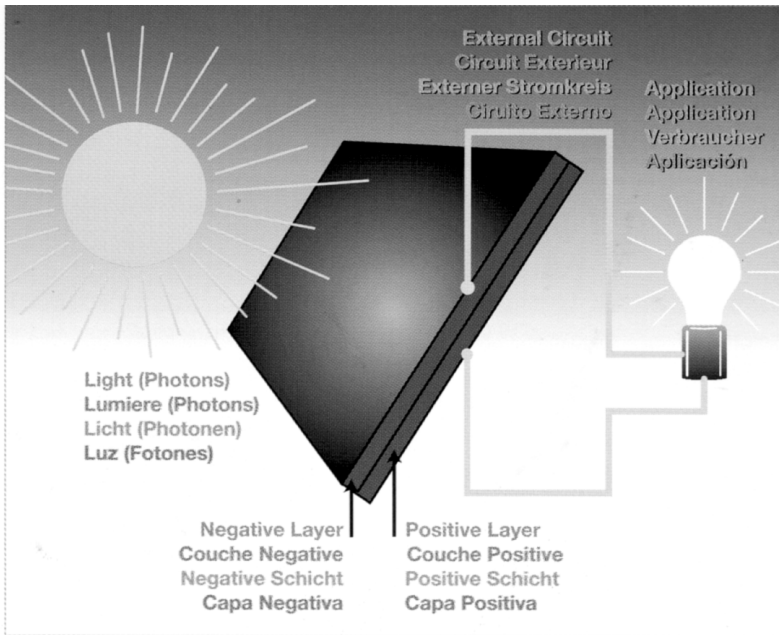 External Circuit
Circuit Exterieur
Externer Stromkreis
Ciruito Externo
Application
Application
Verbraucher
Aplicación
Light (Photons)
Lumiere (Photons)
Licht (Photonen)
Luz (Fotones)
Negative Layer
Couche Negative
Negative Schicht
Capa Negativa
Positive Layer
Couche Positive
Positive Schicht
Capa Positiva